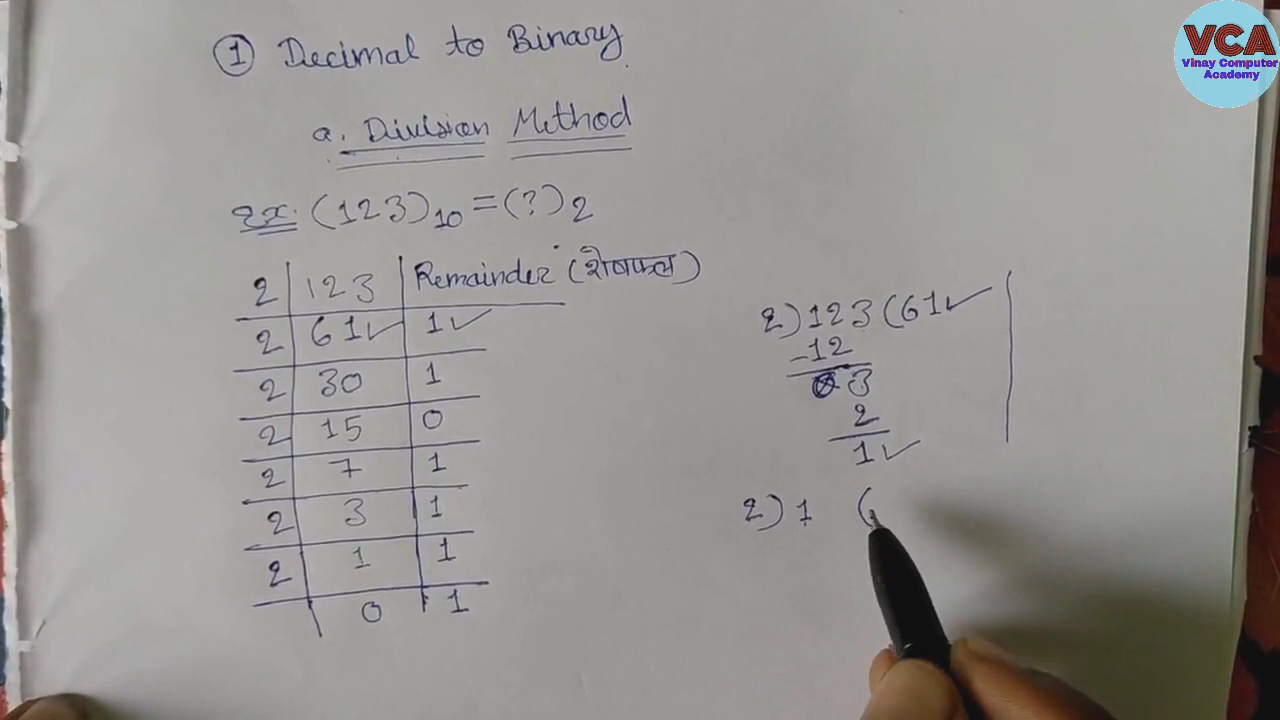 VCA
Vinay Computer
Academy
① Decimal to Binary
a. Division Method
Ex: (123)10 = (?)2
2 | 123 | Remainder (शेषफल)
2 | 61✓ | 1✓
2 | 30 | 1
2 | 15 | 0
2 | 7 | 1
2 | 3 | 1
2 | 1 | 1
0 | 1
2)123(61✓
-12
03
2
1✓
2)1 (